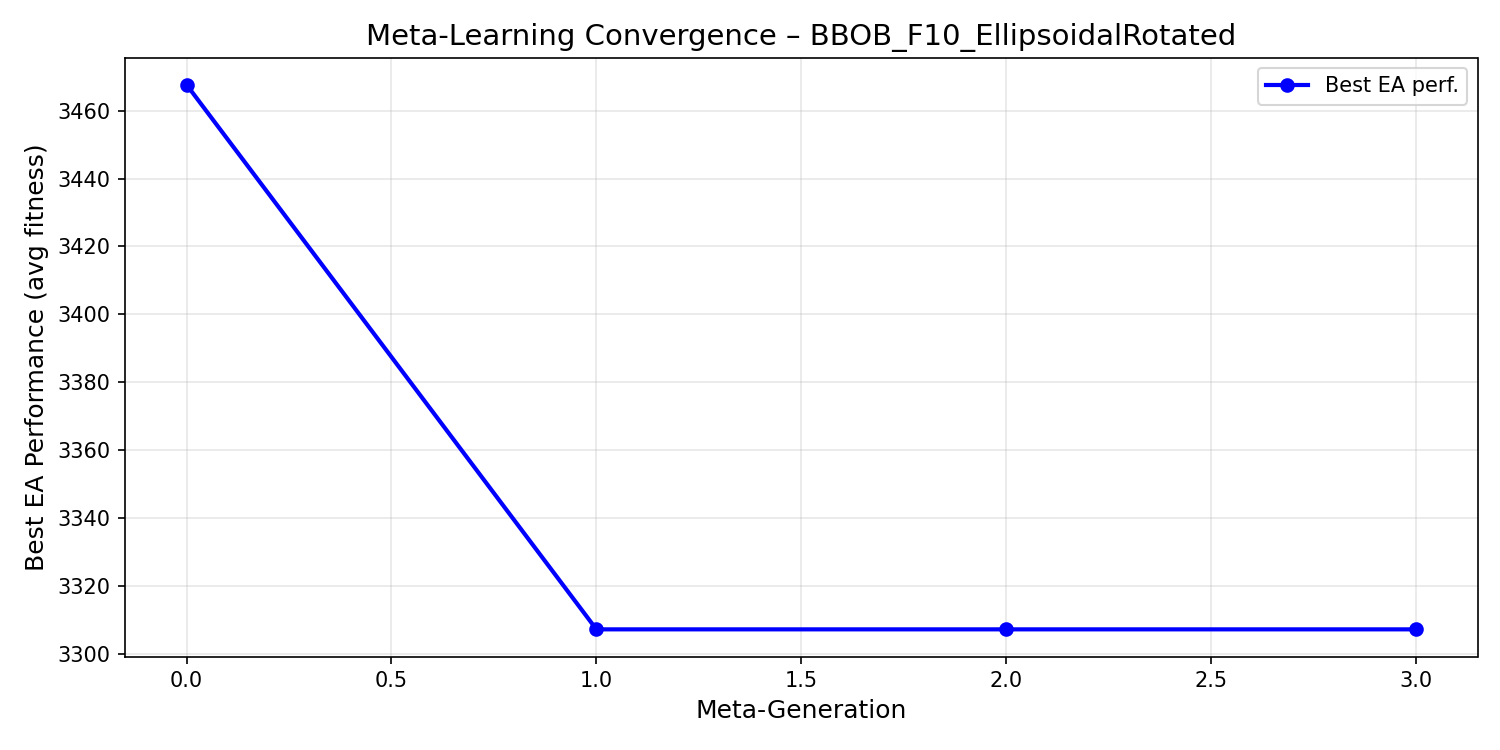 Meta-Learning Convergence – BBOB_F10_EllipsoidalRotated
Best EA perf.
Best EA Performance (avg fitness)
3460
3440
3420
3400
3380
3360
3340
3320
3300
0.0 0.5 1.0 1.5 2.0 2.5 3.0
Meta-Generation